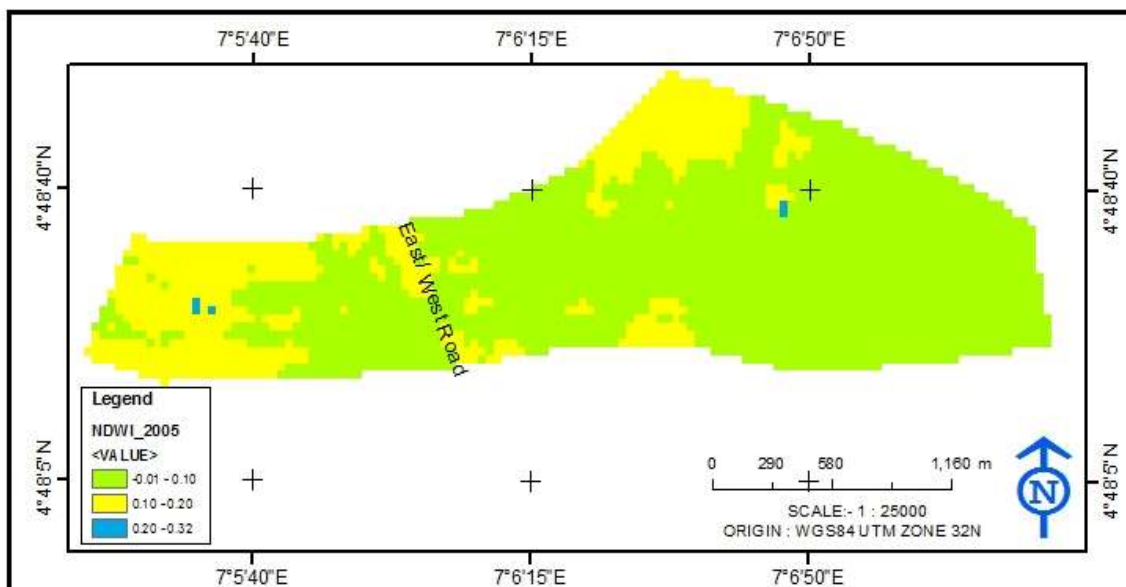 7°5'40"E 7°6'15"E 7°6'50"E
4°48'40"N 4°48'40"N
East/ West Road
Legend
NDWI_2005
<VALUE>
-0.01 - 0.10
0.10 - 0.20
0.20 - 0.32
4°48'5"N 4°48'5"N
0 290 580 1,160 m
SCALE:- 1 : 25000
ORIGIN : WGS84 UTM ZONE 32N
N
7°5'40"E 7°6'15"E 7°6'50"E